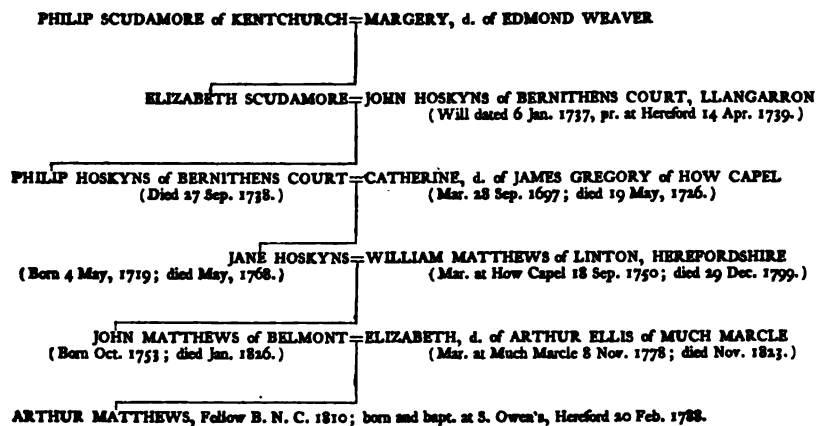 PHILIP SCUDAMORE of KENTCHURCH=MARGERY, d. of EDMOND WEAVER
ELIZABETH SCUDAMORE=JOHN HOSKYNS of BERNITHENS COURT, LLANGARRON
(Will dated 6 Jan. 1737, pr. at Hereford 14 Apr. 1739.)
PHILIP HOSKYNS of BERNITHENS COURT=CATHERINE, d. of JAMES GREGORY of HOW CAPEL
(Died 27 Sep. 1738.) (Mar. 28 Sep. 1697; died 19 May, 1726.)
JANE HOSKYNS=WILLIAM MATTHEWS of LINTON, HEREFORDSHIRE
(Born 4 May, 1719; died May, 1768.) (Mar. at How Capel 18 Sep. 1750; died 29 Dec. 1799.)
JOHN MATTHEWS of BELMONT=ELIZABETH, d. of ARTHUR ELLIS of MUCH MARCLE
(Born Oct. 1753; died Jan. 1826.) (Mar. at Much Marcle 8 Nov. 1778; died Nov. 1823.)
ARTHUR MATTHEWS, Fellow B. N. C. 1810; born and bapt. at S. Owen's, Hereford 20 Feb. 1788.